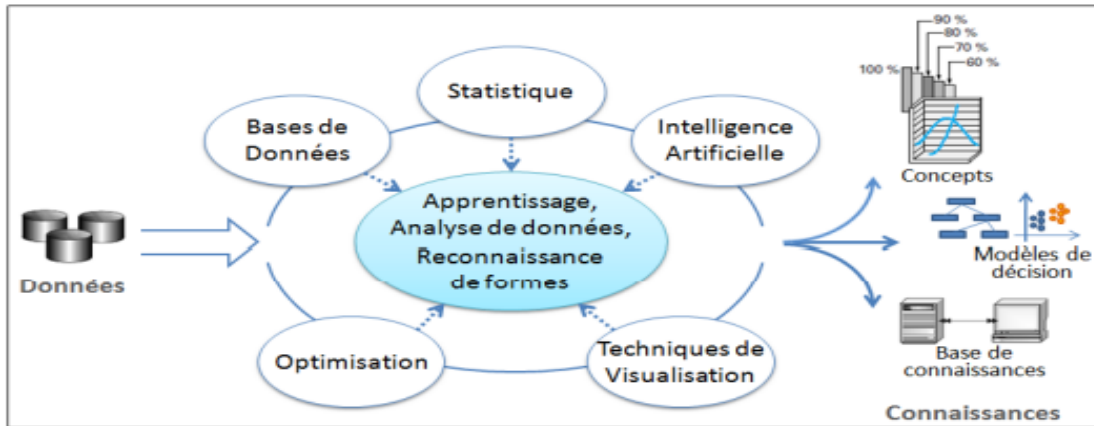 90 %
80 %
70 %
60 %
100 %
Statistique
Bases de
Données
Intelligence
Artificielle
Concepts
Apprentissage,
Analyse de données,
Reconnaissance
de formes
Données
Modèles de
décision
Optimisation
Techniques de
Visualisation
Base de
connaissances
Connaissances